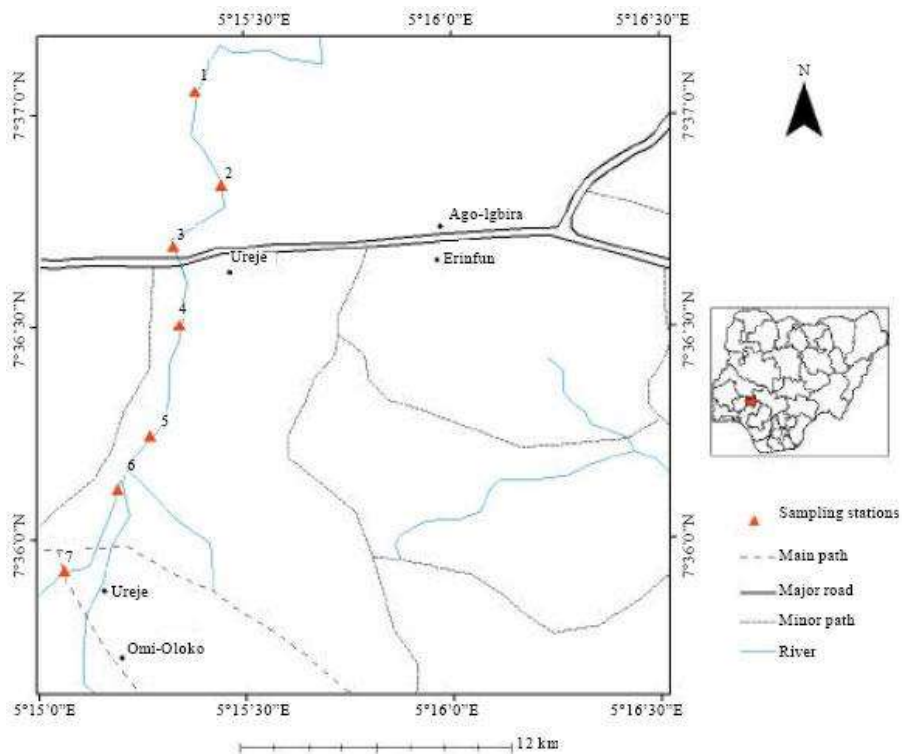 5°15’30”E
5°16’0”E
5°16’30”E
N
7°37’0”N
7°37’0”N
1
2
3
Ago-Igbira
Ureje
Erinfun
4
7°36’30”N
7°36’30”N
5
6
7°36’0”N
7°36’0”N
7
Ureje
Omi-Oloko
Sampling stations
Main path
Major road
Minor path
River
5°15’0”E
5°15’30”E
5°16’0”E
5°16’30”E
12 km